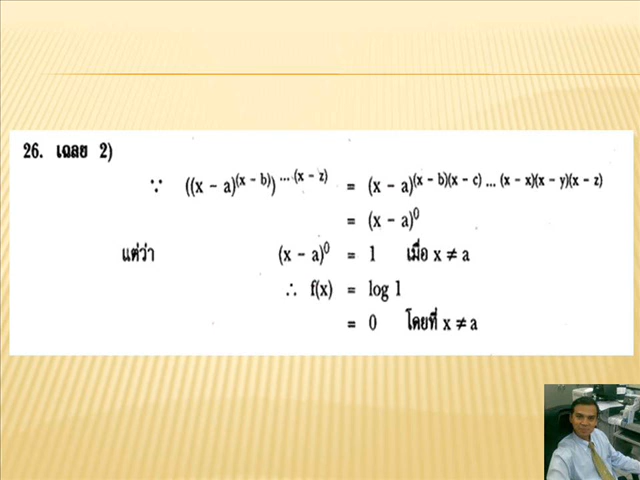 26. เฉลย 2)
∵ ((x – a)^(x – b))^… (x – z) = (x – a)^(x – b)(x – c) … (x – x)(x – y)(x – z)
= (x – a)^0
แต่ว่า (x – a)^0 = 1 เมื่อ x ≠ a
∴ f(x) = log 1
= 0 โดยที่ x ≠ a